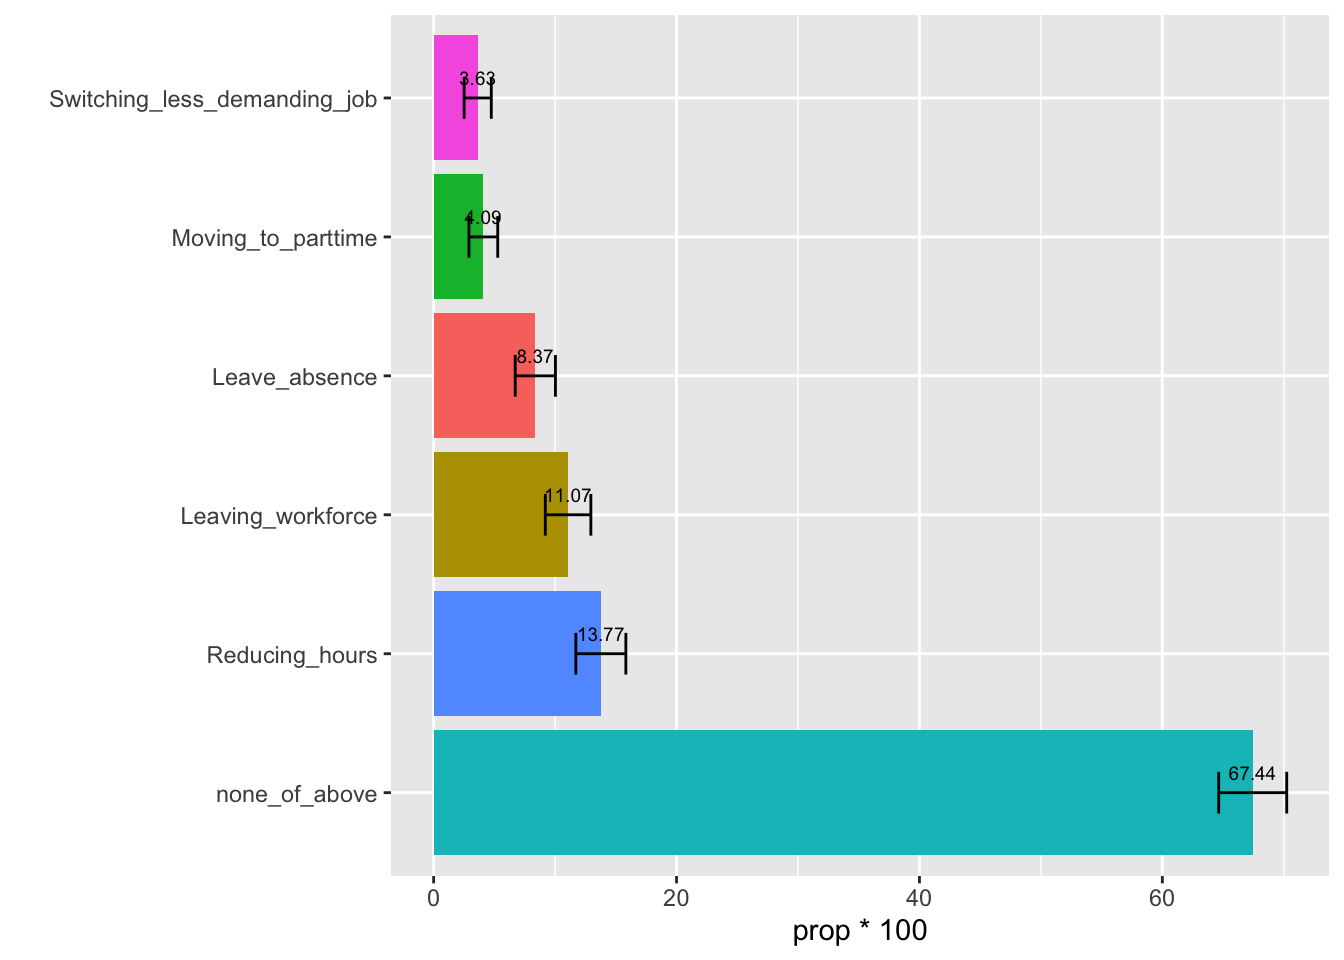 Switching_less_demanding_job
3.63
Moving_to_parttime
4.09
Leave_absence
8.37
Leaving_workforce
11.07
Reducing_hours
13.77
none_of_above
67.44
0 20 40 60
prop * 100